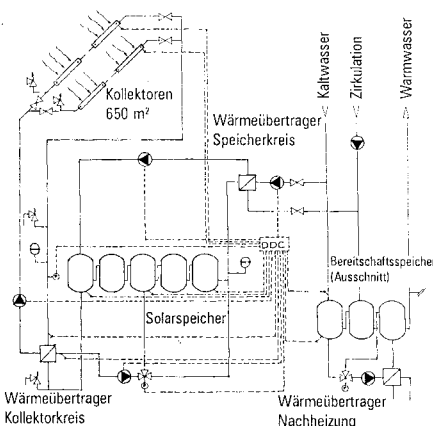 Kaltwasser
Zirkulation
Warmwasser
Kollektoren
650 m²
Wärmeübertrager
Speicherkreis
DDC
Bereitschaftsspeicher
(Ausschnitt)
Solarspeicher
Wärmeübertrager
Kollektorkreis
Wärmeübertrager
Nachheizung